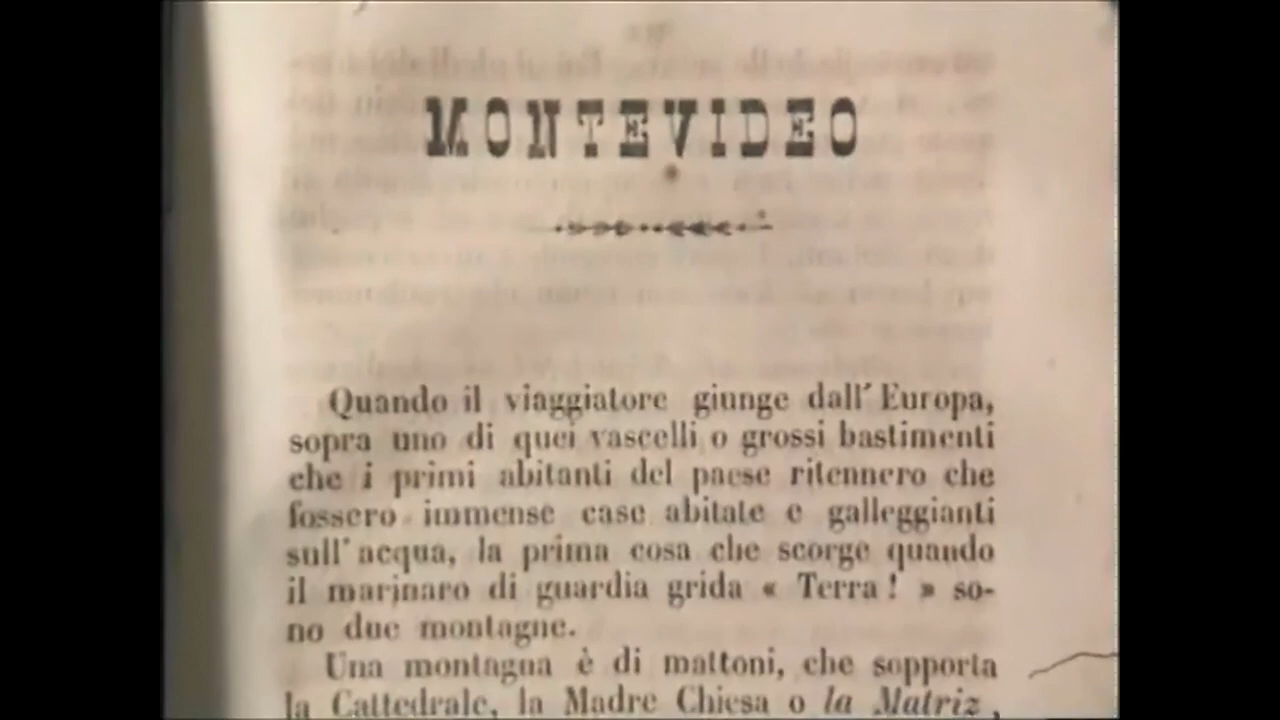 MONTEVIDEO
Quando il viaggiatore giunge dall' Europa,
sopra uno di quei vascelli o grossi bastimenti
che i primi abitanti del paese ritennero che
fossero immense case abitate e galleggianti
sull' acqua, la prima cosa che scorge quando
il marinaro di guardia grida « Terra ! » so-
no due montagne.
Una montagna è di mattoni, che sopporta
la Cattedrale, la Madre Chiesa o la Matriz,